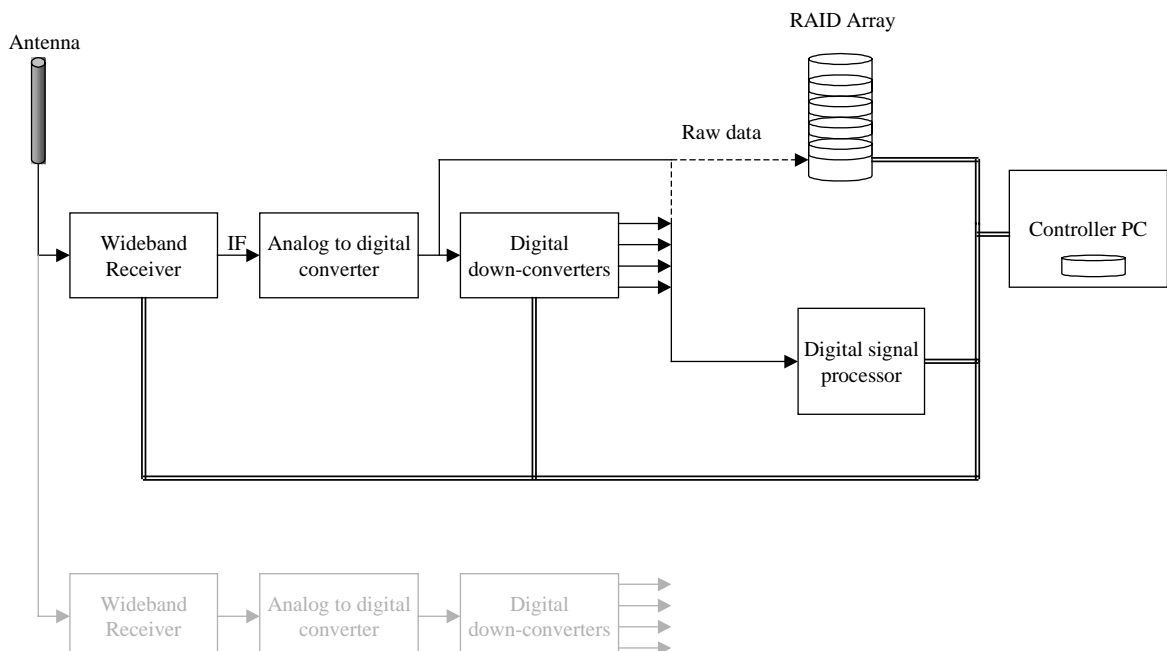 RAID Array
Antenna
Raw data
Wideband
Receiver
IF
Analog to digital
converter
Digital
down-converters
Controller PC
Digital signal
processor
Wideband
Receiver
Analog to digital
converter
Digital
down-converters